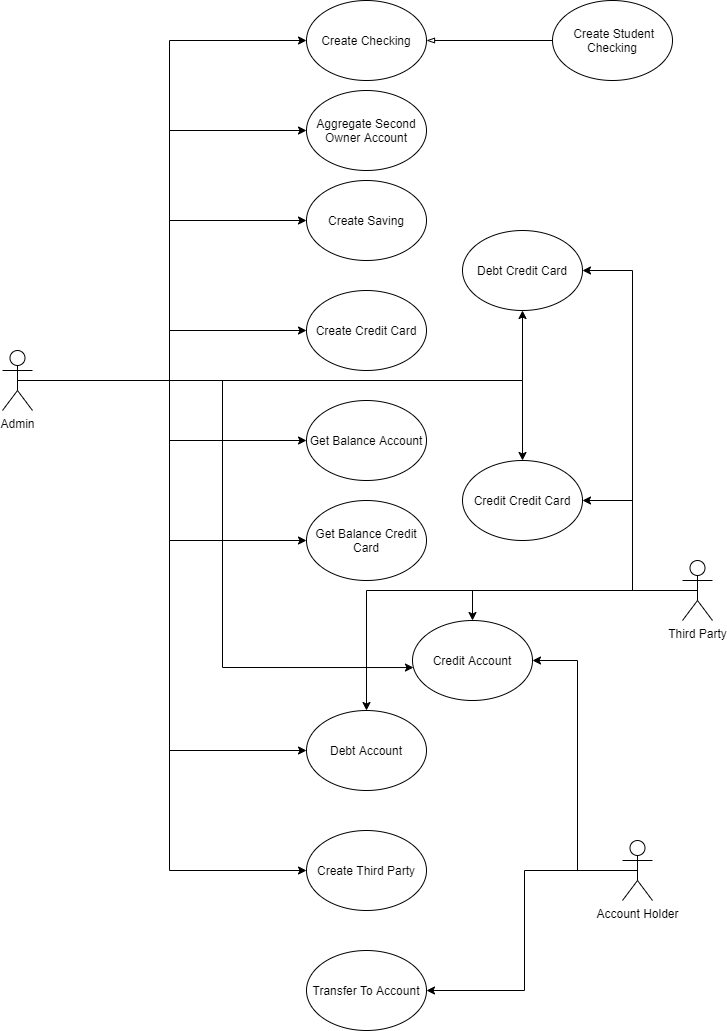 Create Checking
Create Student
Checking
Aggregate Second
Owner Account
Create Saving
Debt Credit Card
Create Credit Card
Admin
Get Balance Account
Credit Credit Card
Get Balance Credit
Card
Third Party
Credit Account
Debt Account
Create Third Party
Account Holder
Transfer To Account